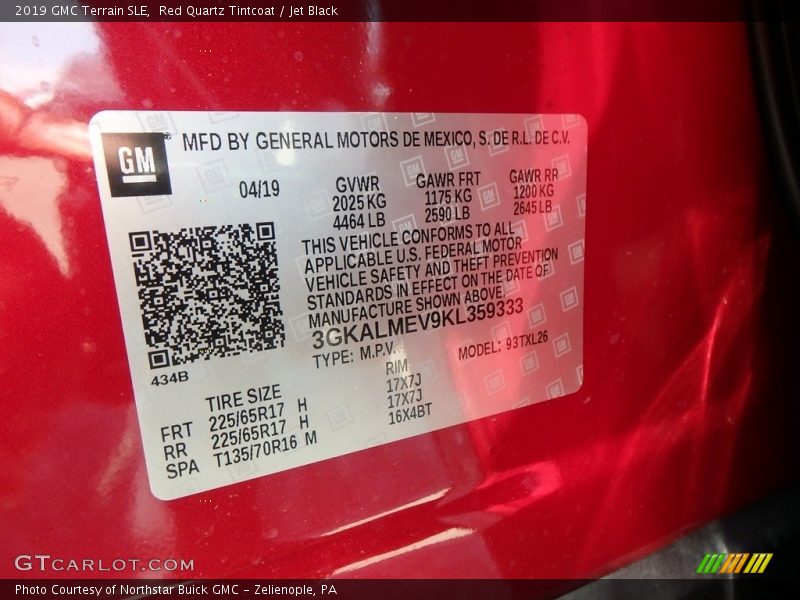 2019 GMC Terrain SLE,  Red Quartz Tintcoat / Jet Black
GM
MFD BY GENERAL MOTORS DE MEXICO, S. DE R.L. DE C.V.
04/19 GVWR GAWR FRT GAWR RR
2025 KG 1175 KG 1200 KG
4464 LB 2590 LB 2645 LB
THIS VEHICLE CONFORMS TO ALL
APPLICABLE U.S. FEDERAL MOTOR
VEHICLE SAFETY AND THEFT PREVENTION
STANDARDS IN EFFECT ON THE DATE OF
MANUFACTURE SHOWN ABOVE.
3GKALMEV9KL359333
TYPE: M.P.V. MODEL: 93TXL26
434B
TIRE SIZE RIM
FRT 225/65R17 H 17X7J
RR 225/65R17 H 17X7J
SPA T135/70R16 M 16X4BT
GTCARLOT.COM
Photo Courtesy of Northstar Buick GMC - Zelienople, PA